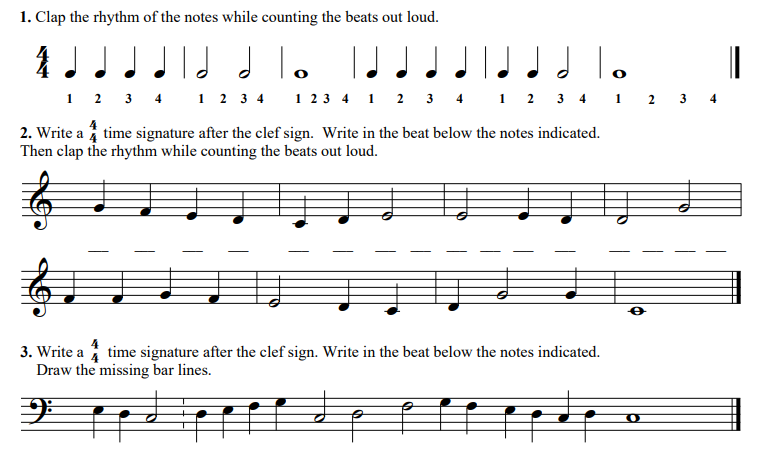 1. Clap the rhythm of the notes while counting the beats out loud.
4
4
1 2 3 4 1 2 3 4 1 2 3 4 1 2 3 4 1 2 3 4 1 2 3 4
2. Write a 4/4 time signature after the clef sign. Write in the beat below the notes indicated.
Then clap the rhythm while counting the beats out loud.
3. Write a 4/4 time signature after the clef sign. Write in the beat below the notes indicated.
Draw the missing bar lines.